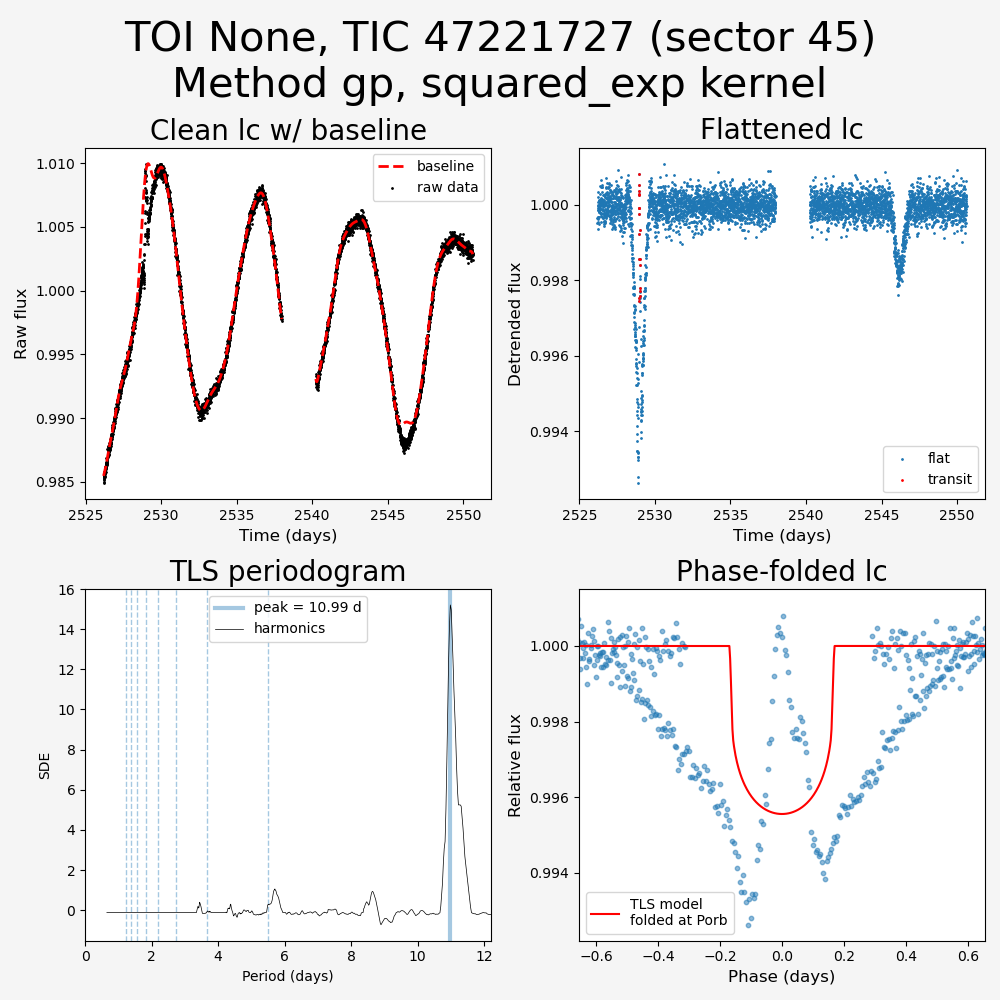 TOI None, TIC 47221727 (sector 45)
Method gp, squared_exp kernel
Clean lc w/ baseline
baseline
raw data
1.010
1.005
1.000
0.995
0.990
0.985
Raw flux
2525 2530 2535 2540 2545 2550
Time (days)
Flattened lc
1.000
0.998
0.996
0.994
Detrended flux
flat
transit
2525 2530 2535 2540 2545 2550
Time (days)
TLS periodogram
peak = 10.99 d
harmonics
16
14
12
10
8
6
4
2
0
SDE
0 2 4 6 8 10 12
Period (days)
Phase-folded lc
1.000
0.998
0.996
0.994
Relative flux
TLS model
folded at Porb
−0.6 −0.4 −0.2 0.0 0.2 0.4 0.6
Phase (days)